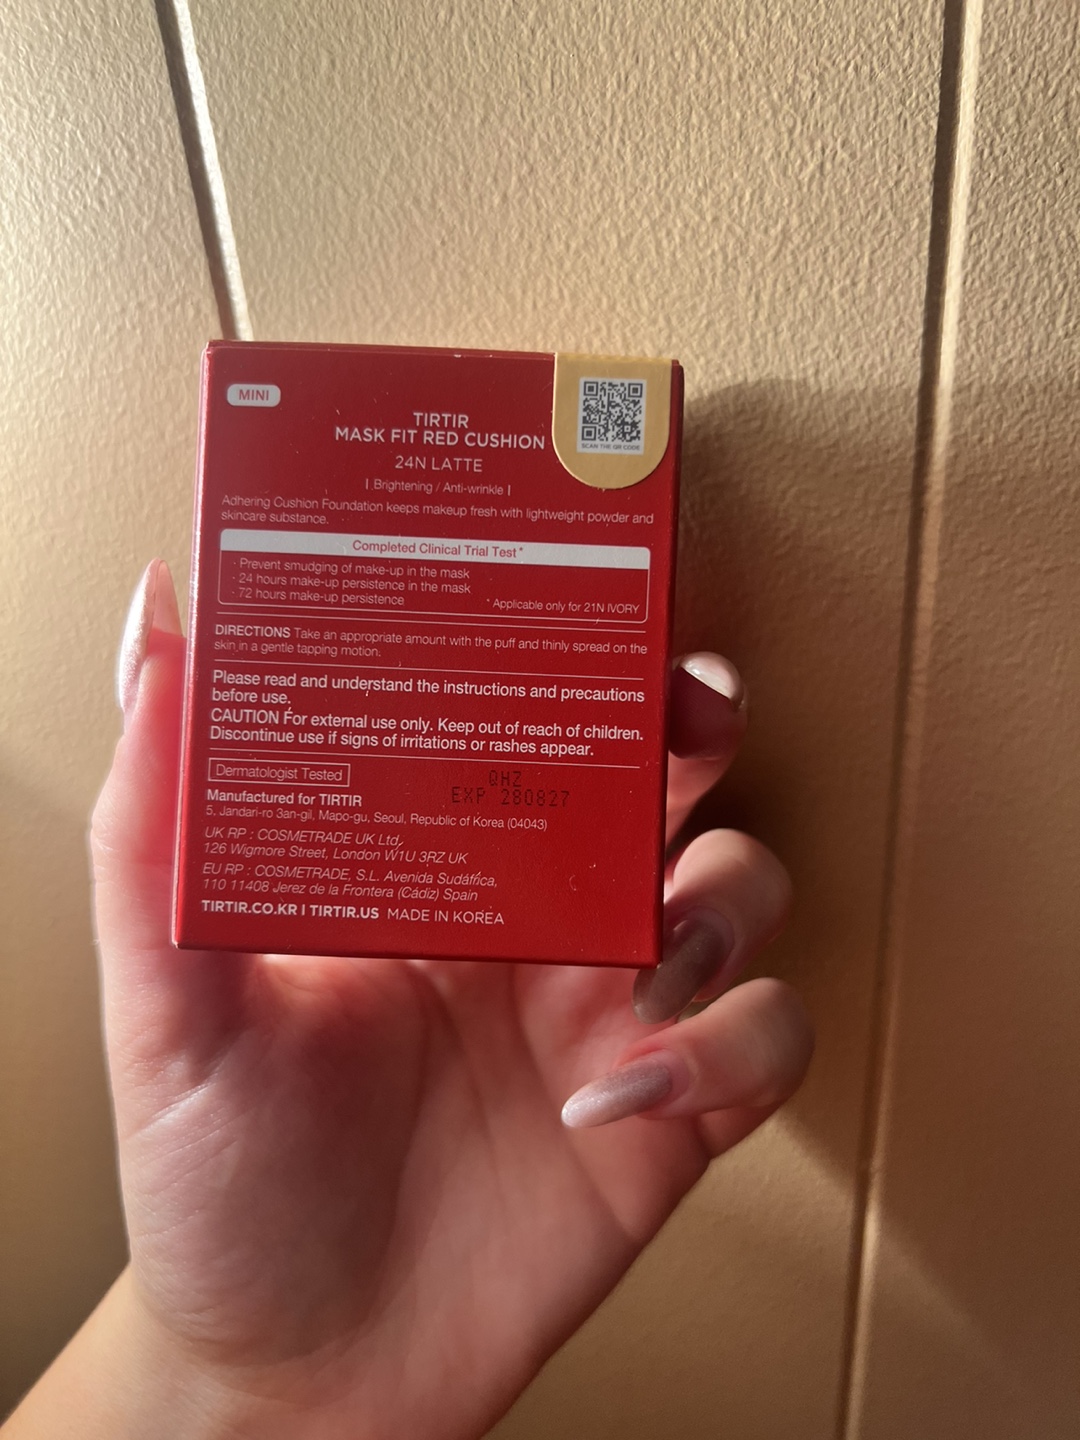 MINI
SCAN THE QR CODE
TIRTIR
MASK FIT RED CUSHION
24N LATTE
| Brightening / Anti-wrinkle |
Adhering Cushion Foundation keeps makeup fresh with lightweight powder and
skincare substance.
Completed Clinical Trial Test*
· Prevent smudging of make-up in the mask
· 24 hours make-up persistence in the mask
· 72 hours make-up persistence
* Applicable only for 21N IVORY
DIRECTIONS Take an appropriate amount with the puff and thinly spread on the
skin in a gentle tapping motion.
Please read and understand the instructions and precautions
before use.
CAUTION For external use only. Keep out of reach of children.
Discontinue use if signs of irritations or rashes appear.
Dermatologist Tested
QHZ
EXP 280827
Manufactured for TIRTIR
5, Jandari-ro 3an-gil, Mapo-gu, Seoul, Republic of Korea (04043)
UK RP : COSMETRADE UK Ltd,
126 Wigmore Street, London W1U 3RZ UK
EU RP : COSMETRADE, S.L. Avenida Sudáfrica,
110 11408 Jerez de la Frontera (Cádiz) Spain
TIRTIR.CO.KR | TIRTIR.US MADE IN KOREA